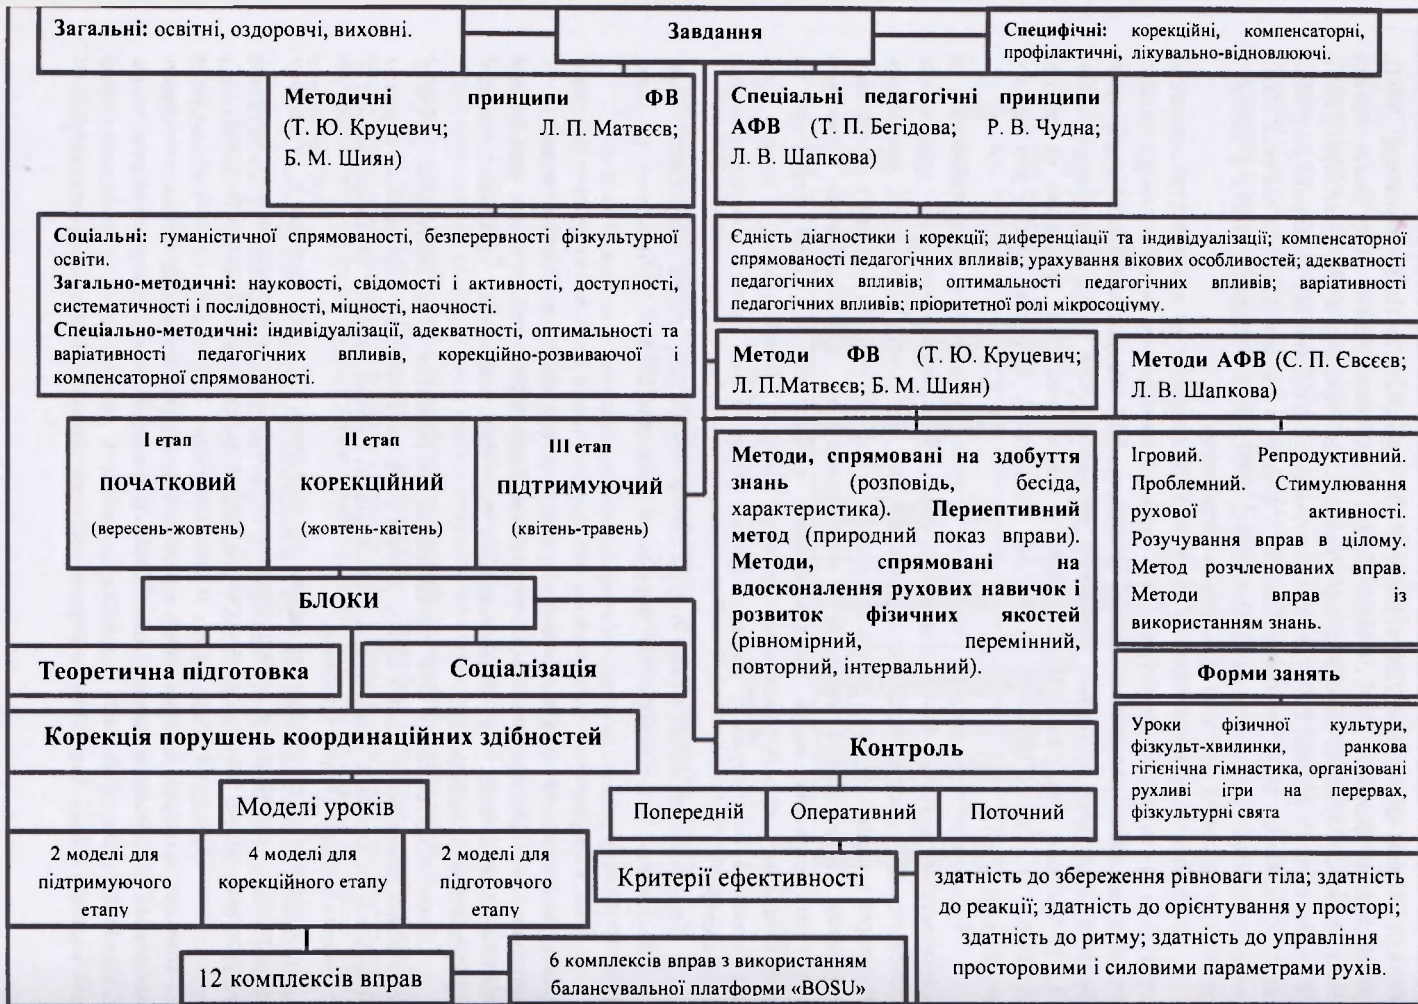 Загальні: освітні, оздоровчі, виховні.
Завдання
Специфічні: корекційні, компенсаторні,
профілактичні, лікувально-відновлюючі.
Методичні принципи ФВ
(Т. Ю. Круцевич; Л. П. Матвєєв;
Б. М. Шиян)
Спеціальні педагогічні принципи
АФВ (Т. П. Бегідова; Р. В. Чудна;
Л. В. Шапкова)
Соціальні: гуманістичної спрямованості, безперервності фізкультурної
освіти.
Загально-методичні: науковості, свідомості і активності, доступності,
систематичності і послідовності, міцності, наочності.
Спеціально-методичні: індивідуалізації, адекватності, оптимальності та
варіативності педагогічних впливів, корекційно-розвиваючої і
компенсаторної спрямованості.
Єдність діагностики і корекції; диференціації та індивідуалізації; компенсаторної
спрямованості педагогічних впливів; урахування вікових особливостей; адекватності
педагогічних впливів; оптимальності педагогічних впливів; варіативності
педагогічних впливів; пріоритетної ролі мікросоціуму.
Методи ФВ (Т. Ю. Круцевич;
Л. П.Матвєєв; Б. М. Шиян)
Методи АФВ (С. П. Євсєєв;
Л. В. Шапкова)
І етап
ПОЧАТКОВИЙ
(вересень-жовтень)
ІІ етап
КОРЕКЦІЙНИЙ
(жовтень-квітень)
ІІІ етап
ПІДТРИМУЮЧИЙ
(квітень-травень)
Методи, спрямовані на здобуття
знань (розповідь, бесіда,
характеристика). Периептивний
метод (природний показ вправи).
Методи, спрямовані на
вдосконалення рухових навичок і
розвиток фізичних якостей
(рівномірний, перемінний,
повторний, інтервальний).
Ігровий. Репродуктивний.
Проблемний. Стимулювання
рухової активності.
Розучування вправ в цілому.
Метод розчленованих вправ.
Методи вправ із
використанням знань.
БЛОКИ
Теоретична підготовка
Соціалізація
Форми занять
Корекція порушень координаційних здібностей
Контроль
Уроки фізичної культури,
фізкульт-хвилинки, ранкова
гігієнічна гімнастика, організовані
рухливі ігри на перервах,
фізкультурні свята
Моделі уроків
Попередній
Оперативний
Поточний
2 моделі для
підтримуючого
етапу
4 моделі для
корекційного етапу
2 моделі для
підготовчого
етапу
Критерії ефективності
здатність до збереження рівноваги тіла; здатність
до реакції; здатність до орієнтування у просторі;
здатність до ритму; здатність до управління
просторовими і силовими параметрами рухів.
12 комплексів вправ
6 комплексів вправ з використанням
балансувальної платформи «BOSU»